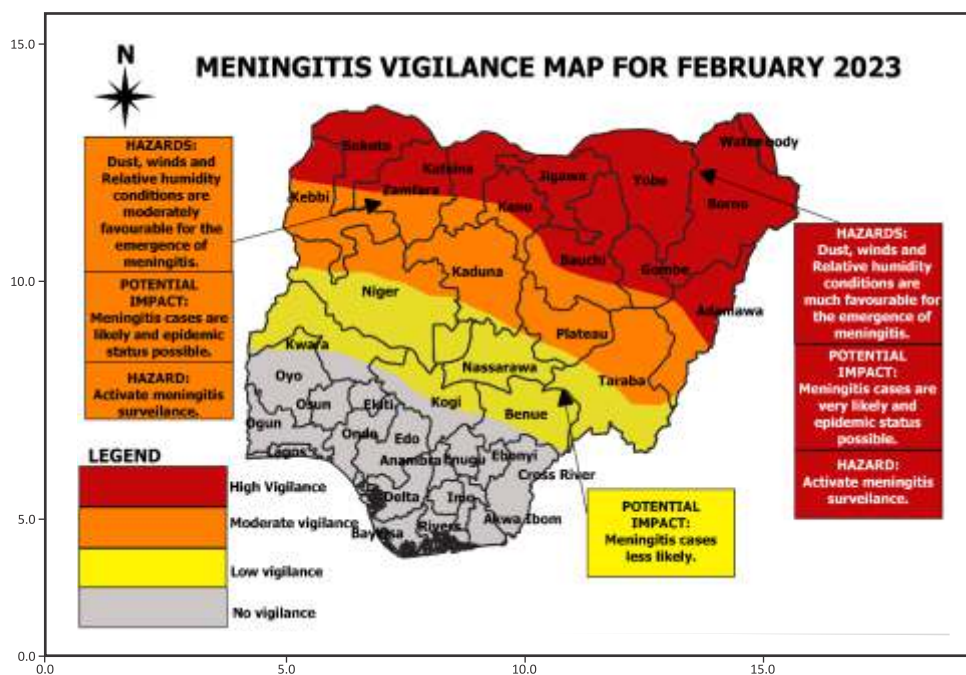 MENINGITIS VIGILANCE MAP FOR FEBRUARY 2023
N
HAZARDS:
Dust, winds and
Relative humidity
conditions are
moderately
favourable for the
emergence of
meningitis.
POTENTIAL
IMPACT:
Meningitis cases are
likely and epidemic
status possible.
HAZARD:
Activate meningitis
surveilance.
Sokoto
Katsina
Zamfara
Kebbi
Kano
Jigawa
Yobe
Water body
Borno
Bauchi
Gombe
Adamawa
Kaduna
Niger
Plateau
Kwara
Nassarawa
Taraba
Oyo
Kogi
Benue
Osun
Ekiti
Ogun
Ondo
Edo
Lagos
Anambra
Enugu
Ebonyi
Cross River
Delta
Imo
Bayelsa
Rivers
Akwa Ibom
HAZARDS:
Dust, winds and
Relative humidity
conditions are
much favourable for
the emergence of
meningitis.
POTENTIAL
IMPACT:
Meningitis cases are
very likely and
epidemic status
possible.
HAZARD:
Activate meningitis
surveilance.
POTENTIAL
IMPACT:
Meningitis cases
less likely.
LEGEND
High Vigilance
Moderate vigilance
Low vigilance
No vigilance
15.0
10.0
5.0
0.0
0.0
5.0
10.0
15.0